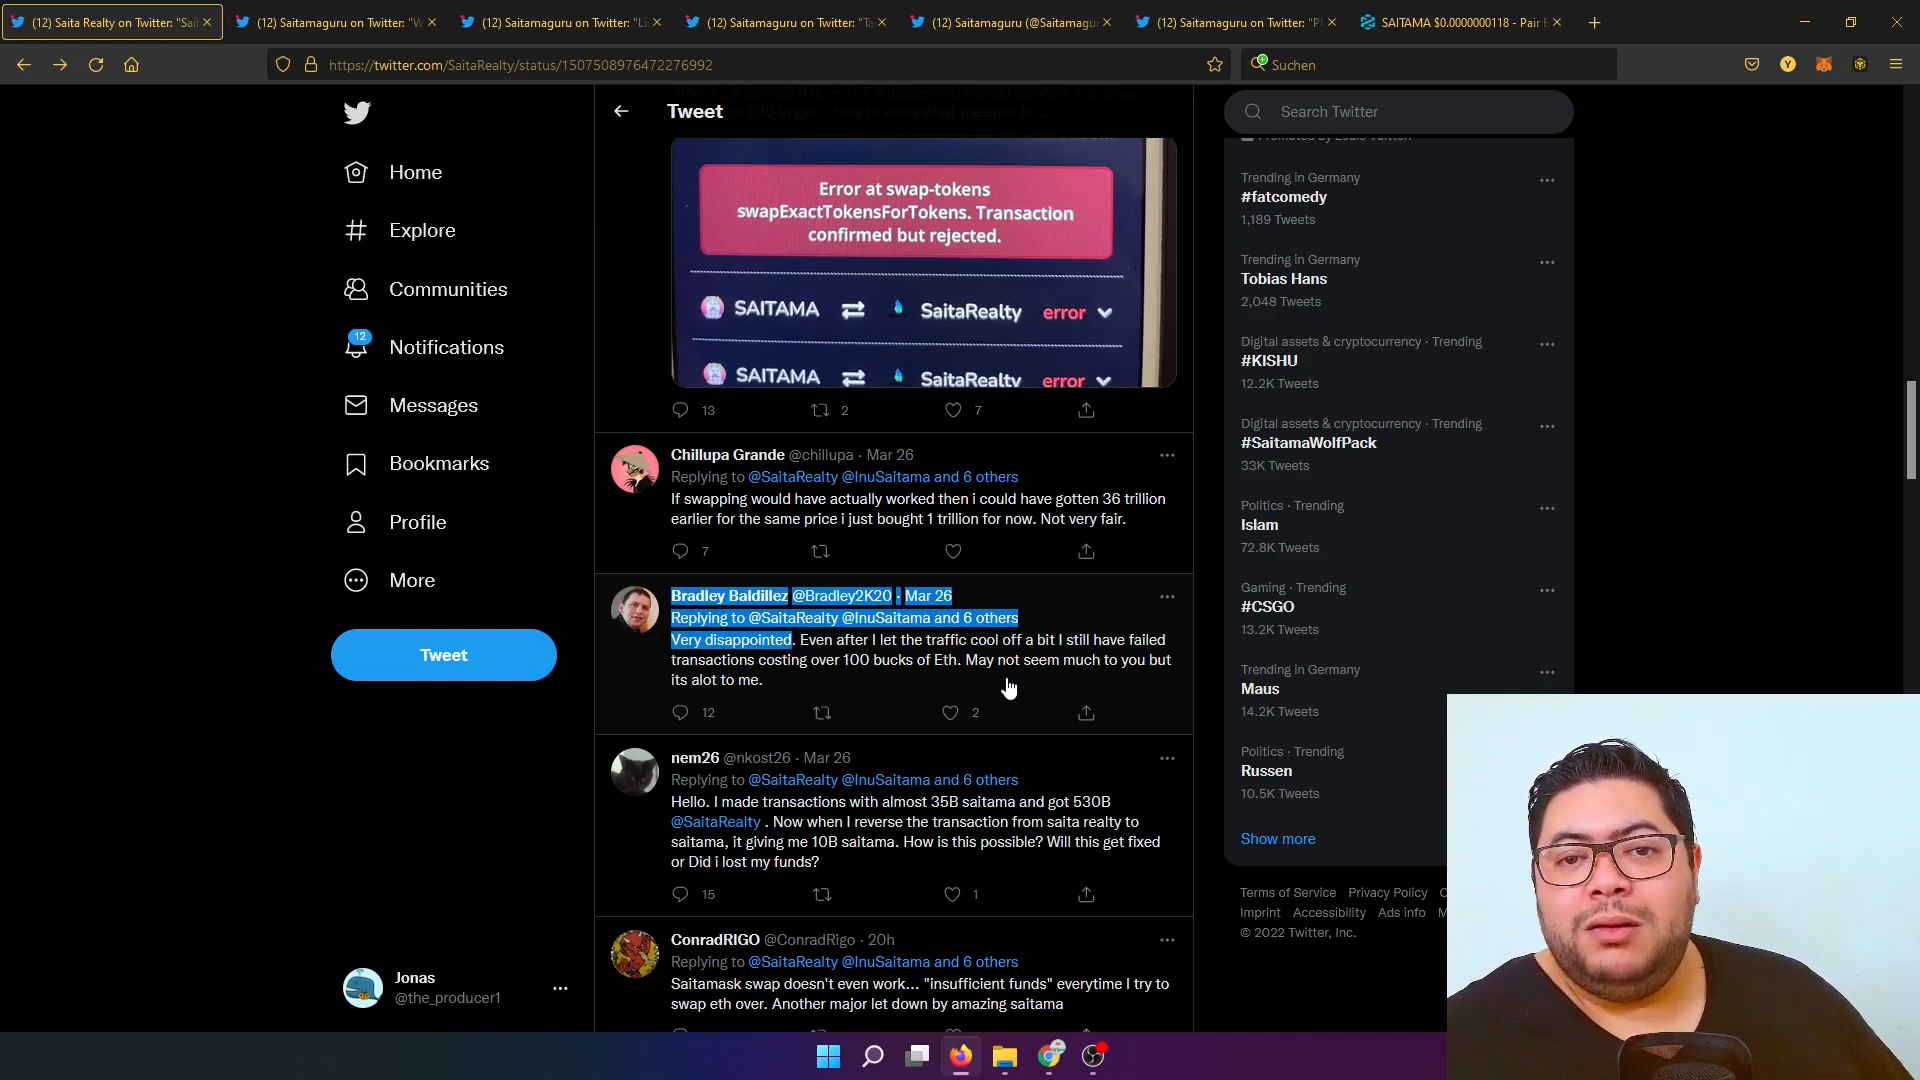 (12) Saita Realty on Twitter: "Sai
(12) Saitamaguru on Twitter: "W
(12) Saitamaguru on Twitter: "Li
(12) Saitamaguru on Twitter: "Ta
(12) Saitamaguru (@Saitamagu
(12) Saitamaguru on Twitter: "Pl
SAITAMA $0.0000000118 - Pair E
https://twitter.com/SaitaRealty/status/1507508976472276992
Suchen
Home
Explore
Communities
12
Notifications
Messages
Bookmarks
Profile
More
Tweet
Jonas
@the_producer1
Tweet
Error at swap-tokens
swapExactTokensForTokens. Transaction
confirmed but rejected.
SAITAMA SaitaRealty error
SAITAMA SaitaRealty error
13 2 7
Chillupa Grande @chillupa · Mar 26
Replying to @SaitaRealty @InuSaitama and 6 others
If swapping would have actually worked then i could have gotten 36 trillion
earlier for the same price i just bought 1 trillion for now. Not very fair.
7
Bradley Baldillez @Bradley2K20 · Mar 26
Replying to @SaitaRealty @InuSaitama and 6 others
Very disappointed. Even after I let the traffic cool off a bit I still have failed
transactions costing over 100 bucks of Eth. May not seem much to you but
its alot to me.
12 2
nem26 @nkost26 · Mar 26
Replying to @SaitaRealty @InuSaitama and 6 others
Hello. I made transactions with almost 35B saitama and got 530B
@SaitaRealty . Now when I reverse the transaction from saita realty to
saitama, it giving me 10B saitama. How is this possible? Will this get fixed
or Did i lost my funds?
15 1
ConradRIGO @ConradRigo · 20h
Replying to @SaitaRealty @InuSaitama and 6 others
Saitamask swap doesn't even work... "insufficient funds" everytime I try to
swap eth over. Another major let down by amazing saitama
Search Twitter
Promoted by Louis Vuitton
Trending in Germany
#fatcomedy
1,189 Tweets
Trending in Germany
Tobias Hans
2,048 Tweets
Digital assets & cryptocurrency · Trending
#KISHU
12.2K Tweets
Digital assets & cryptocurrency · Trending
#SaitamaWolfPack
33K Tweets
Politics · Trending
Islam
72.8K Tweets
Gaming · Trending
#CSGO
13.2K Tweets
Trending in Germany
Maus
14.2K Tweets
Politics · Trending
Russen
10.5K Tweets
Show more
Terms of Service Privacy Policy C
Imprint Accessibility Ads info M
© 2022 Twitter, Inc.